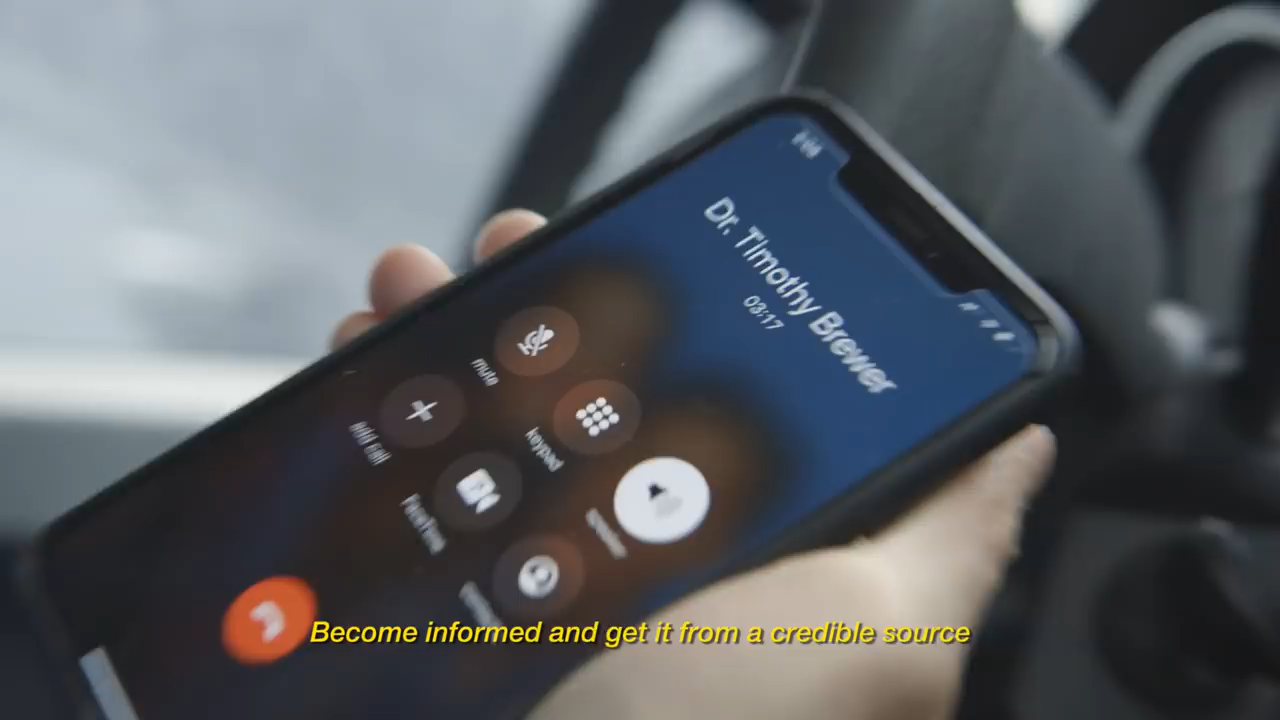 Dr. Timothy Brewer
03:17
mute
keypad
add call
FaceTime
Become informed and get it from a credible source